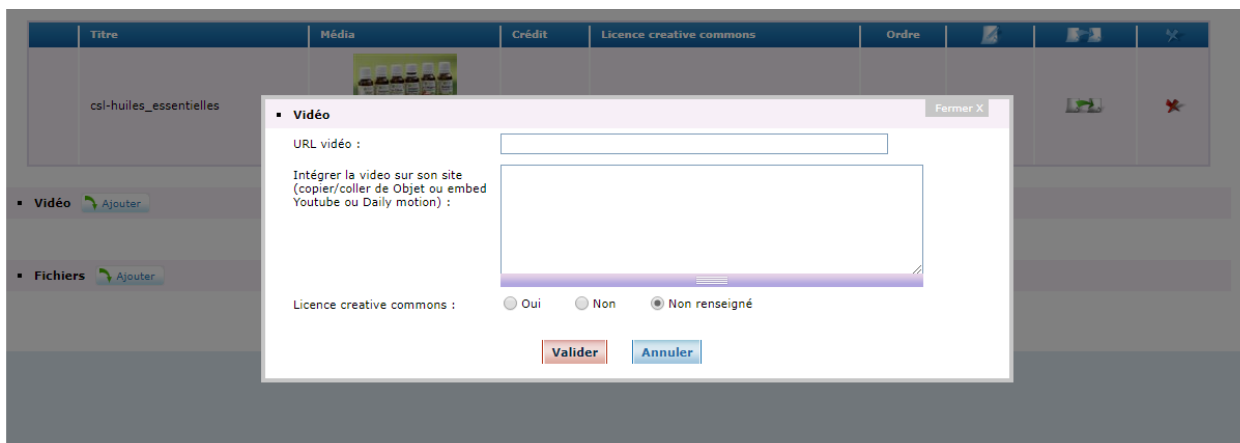 Titre Média Crédit Licence creative commons Ordre
csl-huiles_essentielles
Fermer X
Vidéo
URL vidéo :
Intégrer la video sur son site
(copier/coller de Objet ou embed
Youtube ou Daily motion) :
Licence creative commons : Oui Non Non renseigné
Valider Annuler
Vidéo Ajouter
Fichiers Ajouter